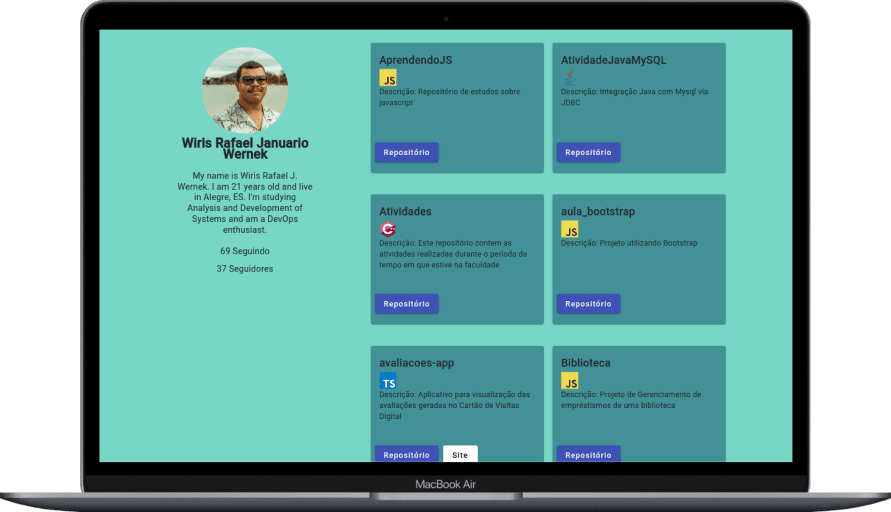 Wiris Rafael Januario
Wernek
My name is Wiris Rafael J.
Wernek. I am 21 years old and live
in Alegre, ES. I'm studying
Analysis and Development of
Systems and am a DevOps
enthusiast.
69 Seguindo
37 Seguidores
AprendendoJS
JS
Descrição: Repositório de estudos sobre
javascript
Repositório
AtividadeJavaMySQL
Descrição: Integração Java com Mysql via
JDBC
Repositório
Atividades
C
Descrição: Este repositório contem as
atividades realizadas durante o período de
tempo em que estive na faculdade
Repositório
aula_bootstrap
JS
Descrição: Projeto utilizando Bootstrap
Repositório
avaliacoes-app
TS
Descrição: Aplicativo para visualização das
avaliações geradas no Cartão de Visitas
Digital
Repositório Site
Biblioteca
JS
Descrição: Projeto de Gerenciamento de
empréstismos de uma biblioteca
Repositório
MacBook Air